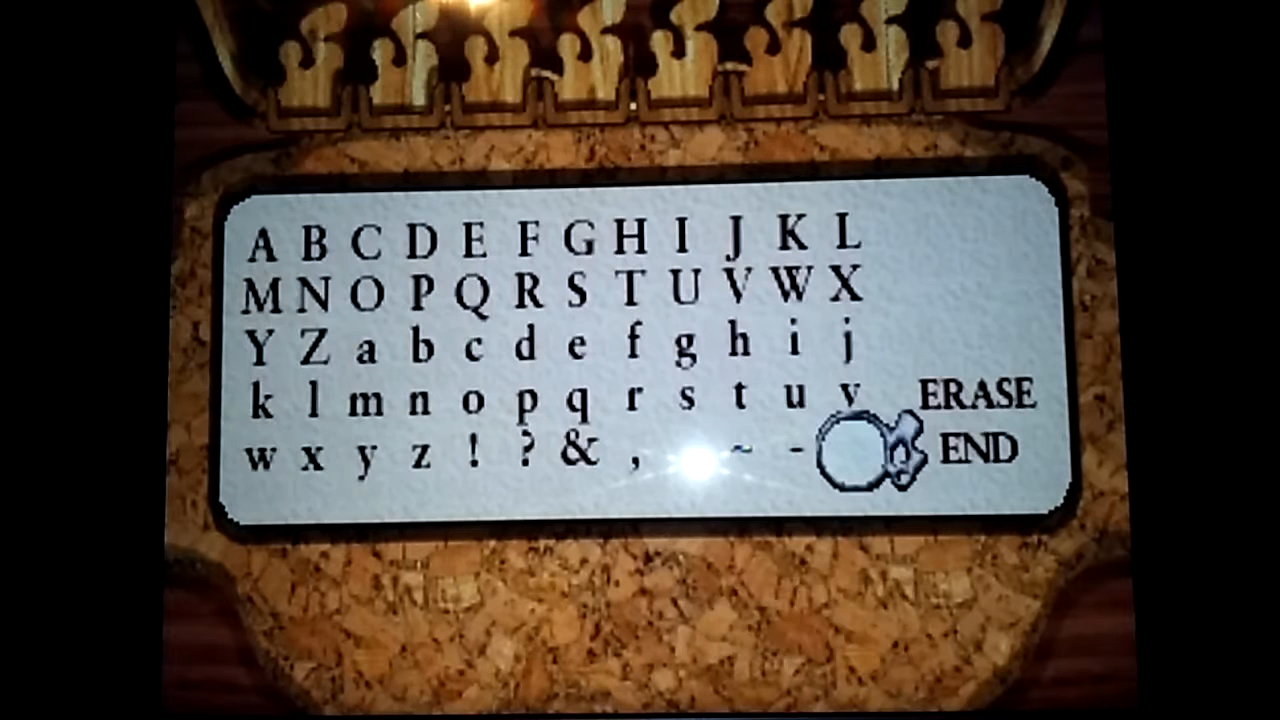 A B C D E F G H I J K L
M N O P Q R S T U V W X
Y Z a b c d e f g h i j
k l m n o p q r s t u v ERASE
w x y z ! ? & , ~ - END